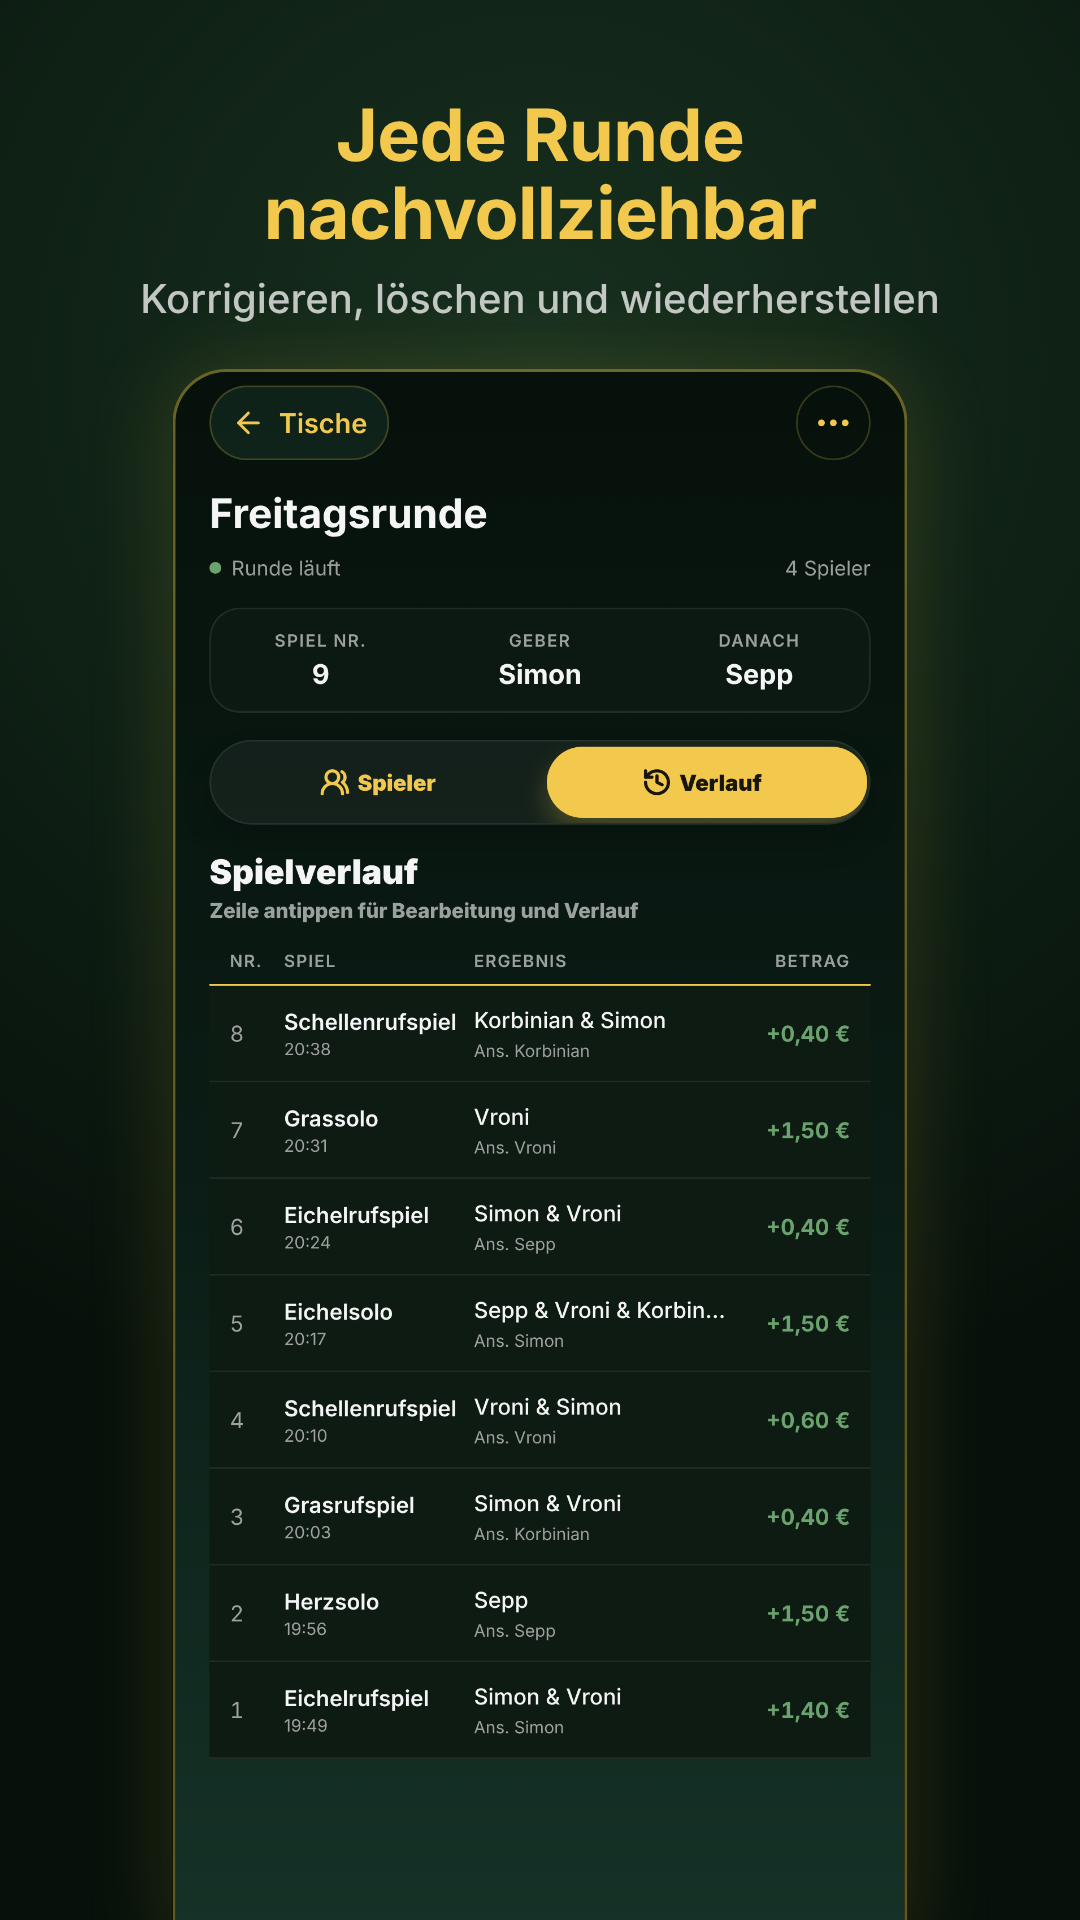 Jede Runde
nachvollziehbar
Korrigieren, löschen und wiederherstellen
Tische
Freitagsrunde
Runde läuft
4 Spieler
SPIEL NR.
GEBER
DANACH
9
Simon
Sepp
Spieler
Verlauf
Spielverlauf
Zeile antippen für Bearbeitung und Verlauf
NR. SPIEL ERGEBNIS BETRAG
8 Schellenrufspiel Korbinian & Simon +0,40 €
20:38 Ans. Korbinian
7 Grassolo Vroni +1,50 €
20:31 Ans. Vroni
6 Eichelrufspiel Simon & Vroni +0,40 €
20:24 Ans. Sepp
5 Eichelsolo Sepp & Vroni & Korbin... +1,50 €
20:17 Ans. Simon
4 Schellenrufspiel Vroni & Simon +0,60 €
20:10 Ans. Vroni
3 Grasrufspiel Simon & Vroni +0,40 €
20:03 Ans. Korbinian
2 Herzsolo Sepp +1,50 €
19:56 Ans. Sepp
1 Eichelrufspiel Simon & Vroni +1,40 €
19:49 Ans. Simon